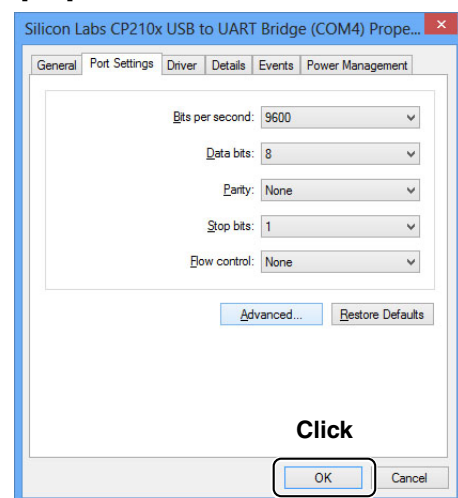 Silicon Labs CP210x USB to UART Bridge (COM4) Prope...
General Port Settings Driver Details Events Power Management
Bits per second: 9600
Data bits: 8
Parity: None
Stop bits: 1
Flow control: None
Advanced... Restore Defaults
Click
OK Cancel